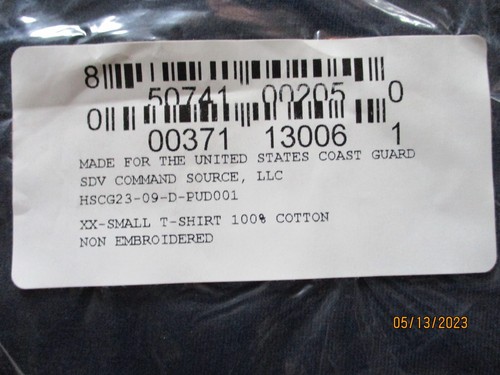 8 50741 00205 0
0 00371 13006 1
MADE FOR THE UNITED STATES COAST GUARD
SDV COMMAND SOURCE, LLC
HSCG23-09-D-PUD001
XX-SMALL T-SHIRT 100% COTTON
NON EMBROIDERED
05/13/2023